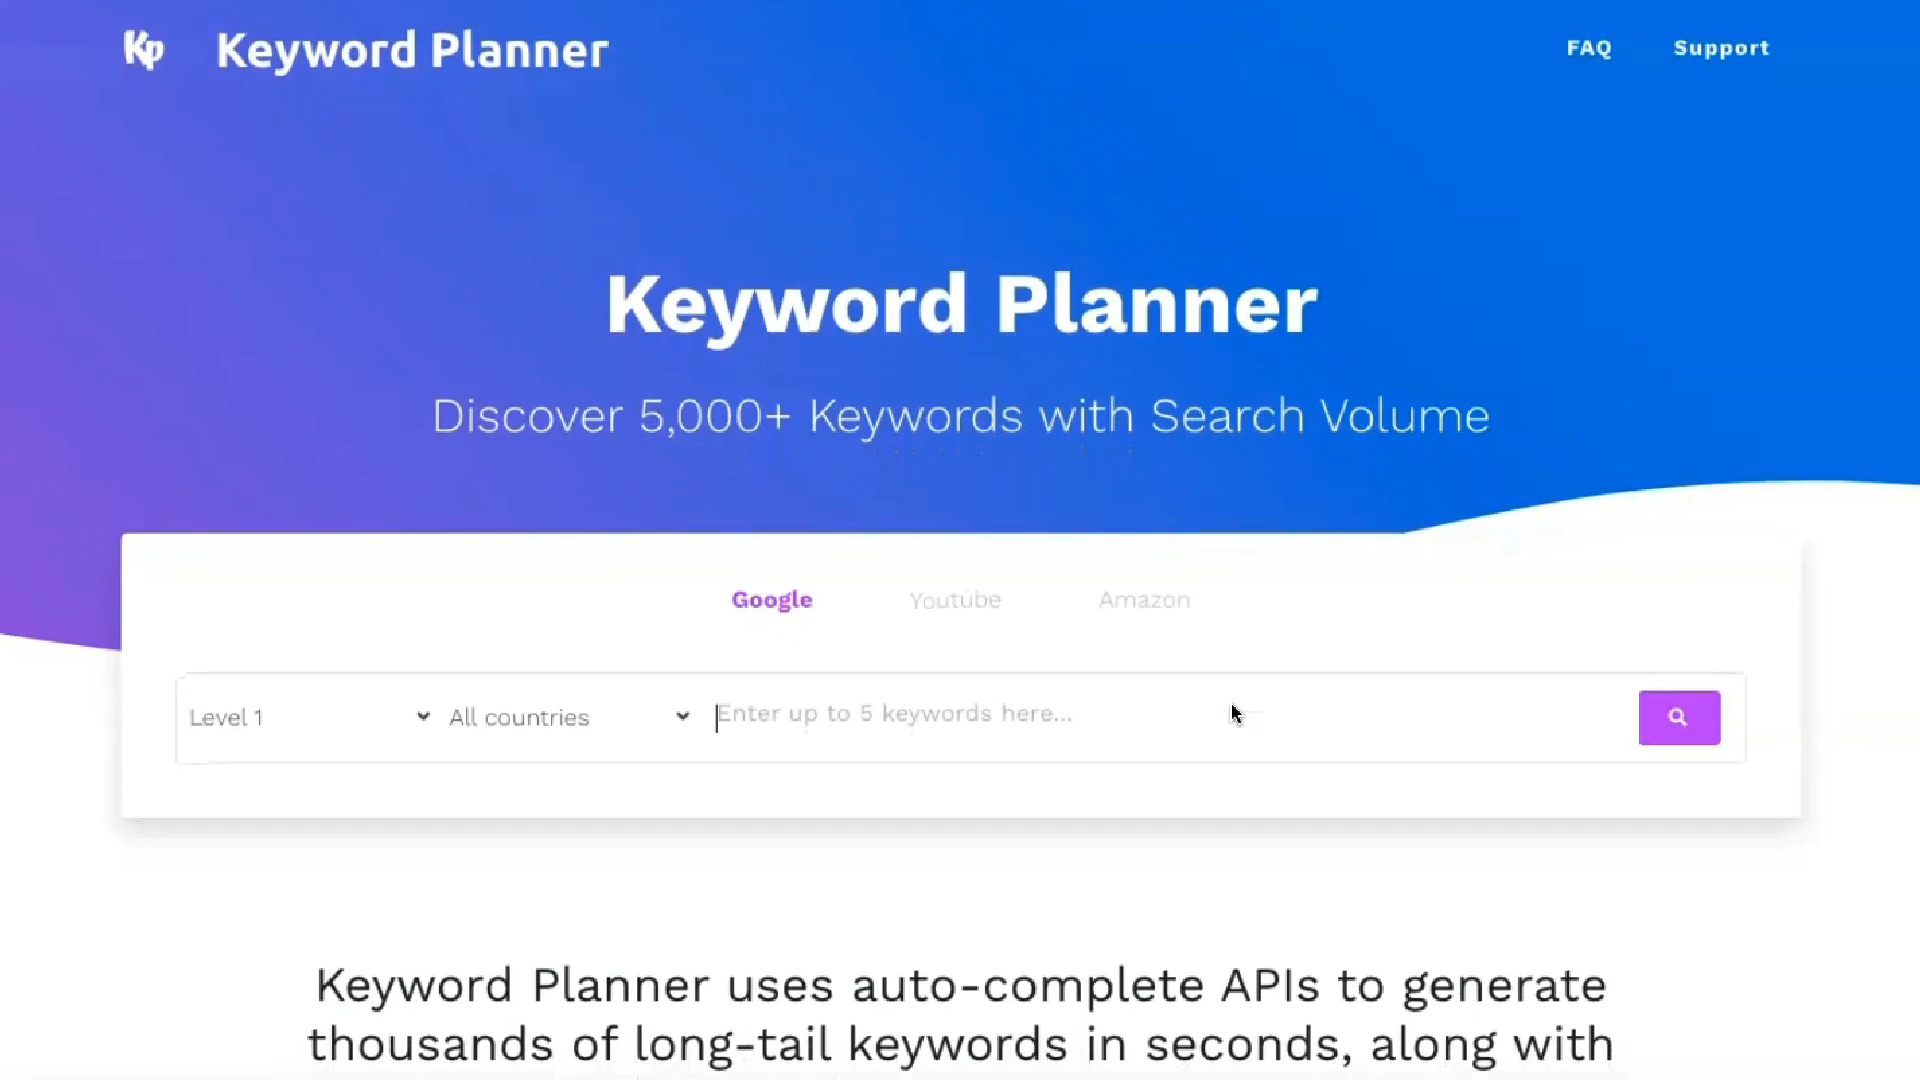 Kp Keyword Planner
FAQ Support
Keyword Planner
Discover 5,000+ Keywords with Search Volume
Google Youtube Amazon
Level 1 All countries Enter up to 5 keywords here...
Keyword Planner uses auto-complete APIs to generate
thousands of long-tail keywords in seconds, along with